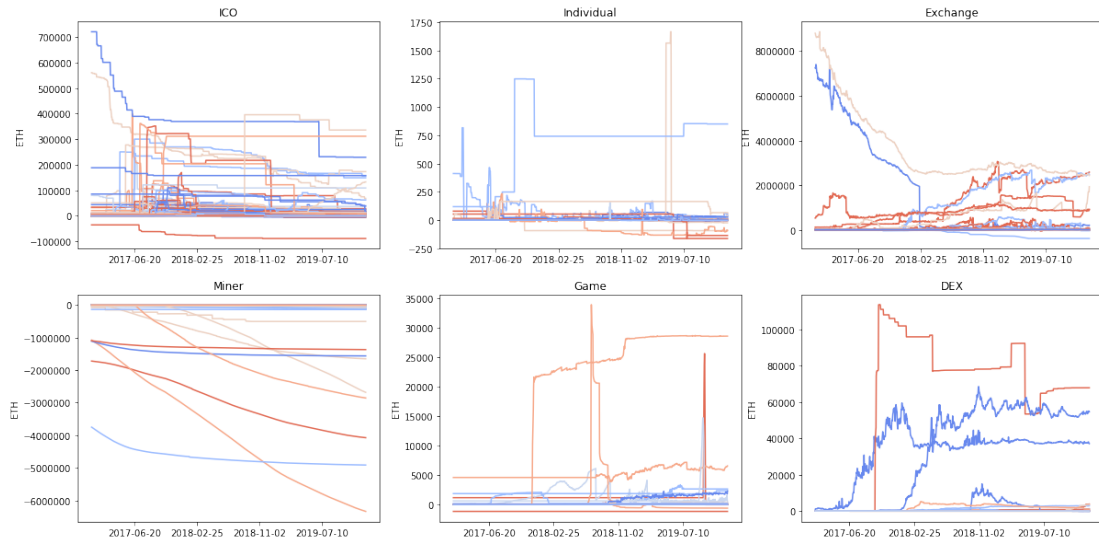 ICO
ETH
700000
600000
500000
400000
300000
200000
100000
0
−100000
2017-06-20 2018-02-25 2018-11-02 2019-07-10
Individual
ETH
1750
1500
1250
1000
750
500
250
0
−250
2017-06-20 2018-02-25 2018-11-02 2019-07-10
Exchange
ETH
8000000
6000000
4000000
2000000
0
2017-06-20 2018-02-25 2018-11-02 2019-07-10
Miner
ETH
0
−1000000
−2000000
−3000000
−4000000
−5000000
−6000000
2017-06-20 2018-02-25 2018-11-02 2019-07-10
Game
ETH
35000
30000
25000
20000
15000
10000
5000
0
2017-06-20 2018-02-25 2018-11-02 2019-07-10
DEX
ETH
100000
80000
60000
40000
20000
0
2017-06-20 2018-02-25 2018-11-02 2019-07-10